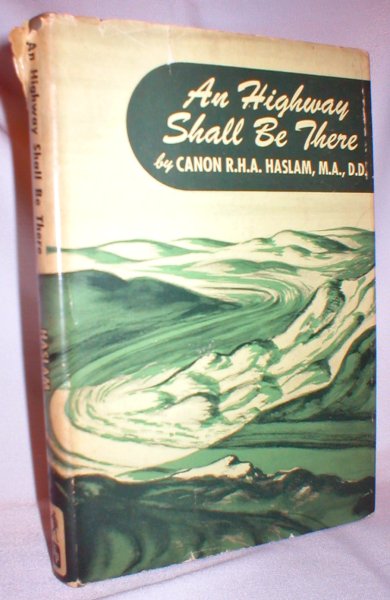 An Highway
Shall Be There
by CANON R.H.A. HASLAM, M.A., D.D.
An Highway Shall Be There
HASLAM